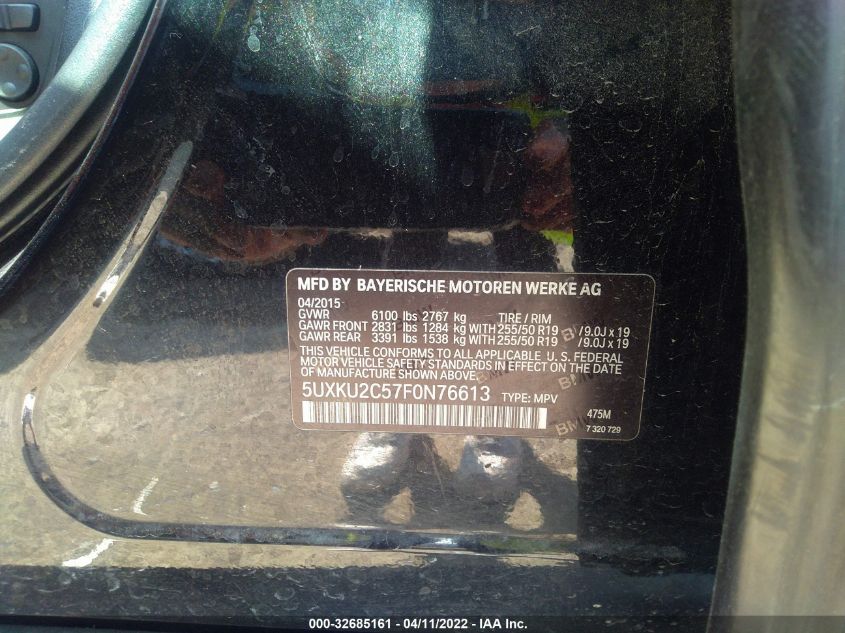 MFD BY BAYERISCHE MOTOREN WERKE AG
04/2015
GVWR 6100 lbs 2767 kg TIRE / RIM
GAWR FRONT 2831 lbs 1284 kg WITH 255/50 R19 / 9.0J x 19
GAWR REAR 3391 lbs 1538 kg WITH 255/50 R19 / 9.0J x 19
THIS VEHICLE CONFORMS TO ALL APPLICABLE U. S. FEDERAL
MOTOR VEHICLE SAFETY STANDARDS IN EFFECT ON THE DATE
OF MANUFACTURE SHOWN ABOVE.
5UXKU2C57F0N76613 TYPE: MPV
475M
7 320 729
000-32685161 - 04/11/2022 - IAA Inc.